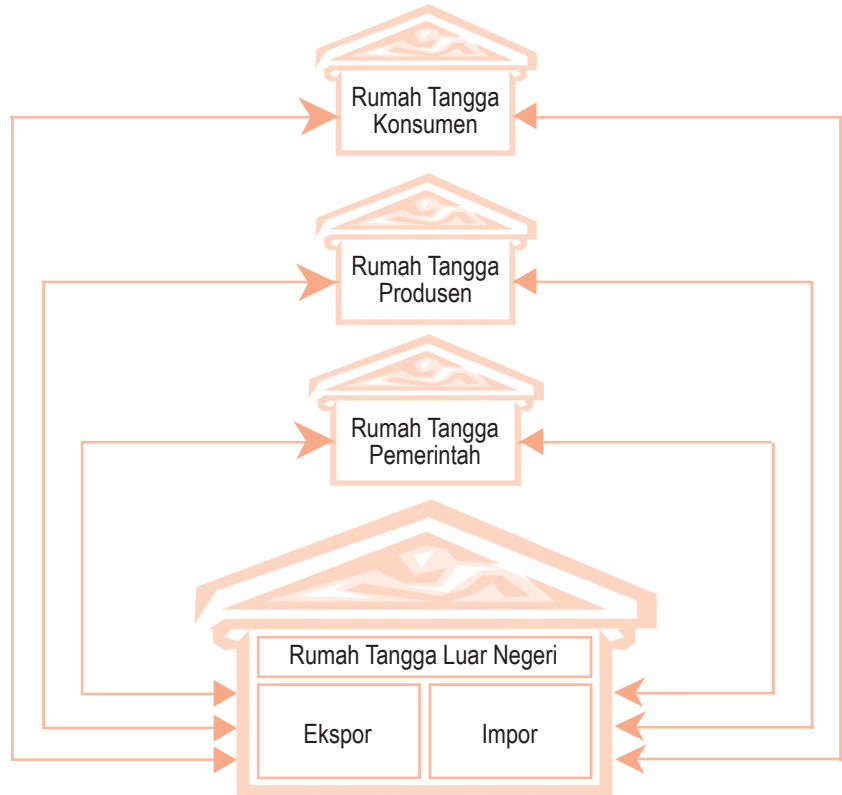 Rumah Tangga
Konsumen
Rumah Tangga
Produsen
Rumah Tangga
Pemerintah
Rumah Tangga Luar Negeri
Ekspor
Impor